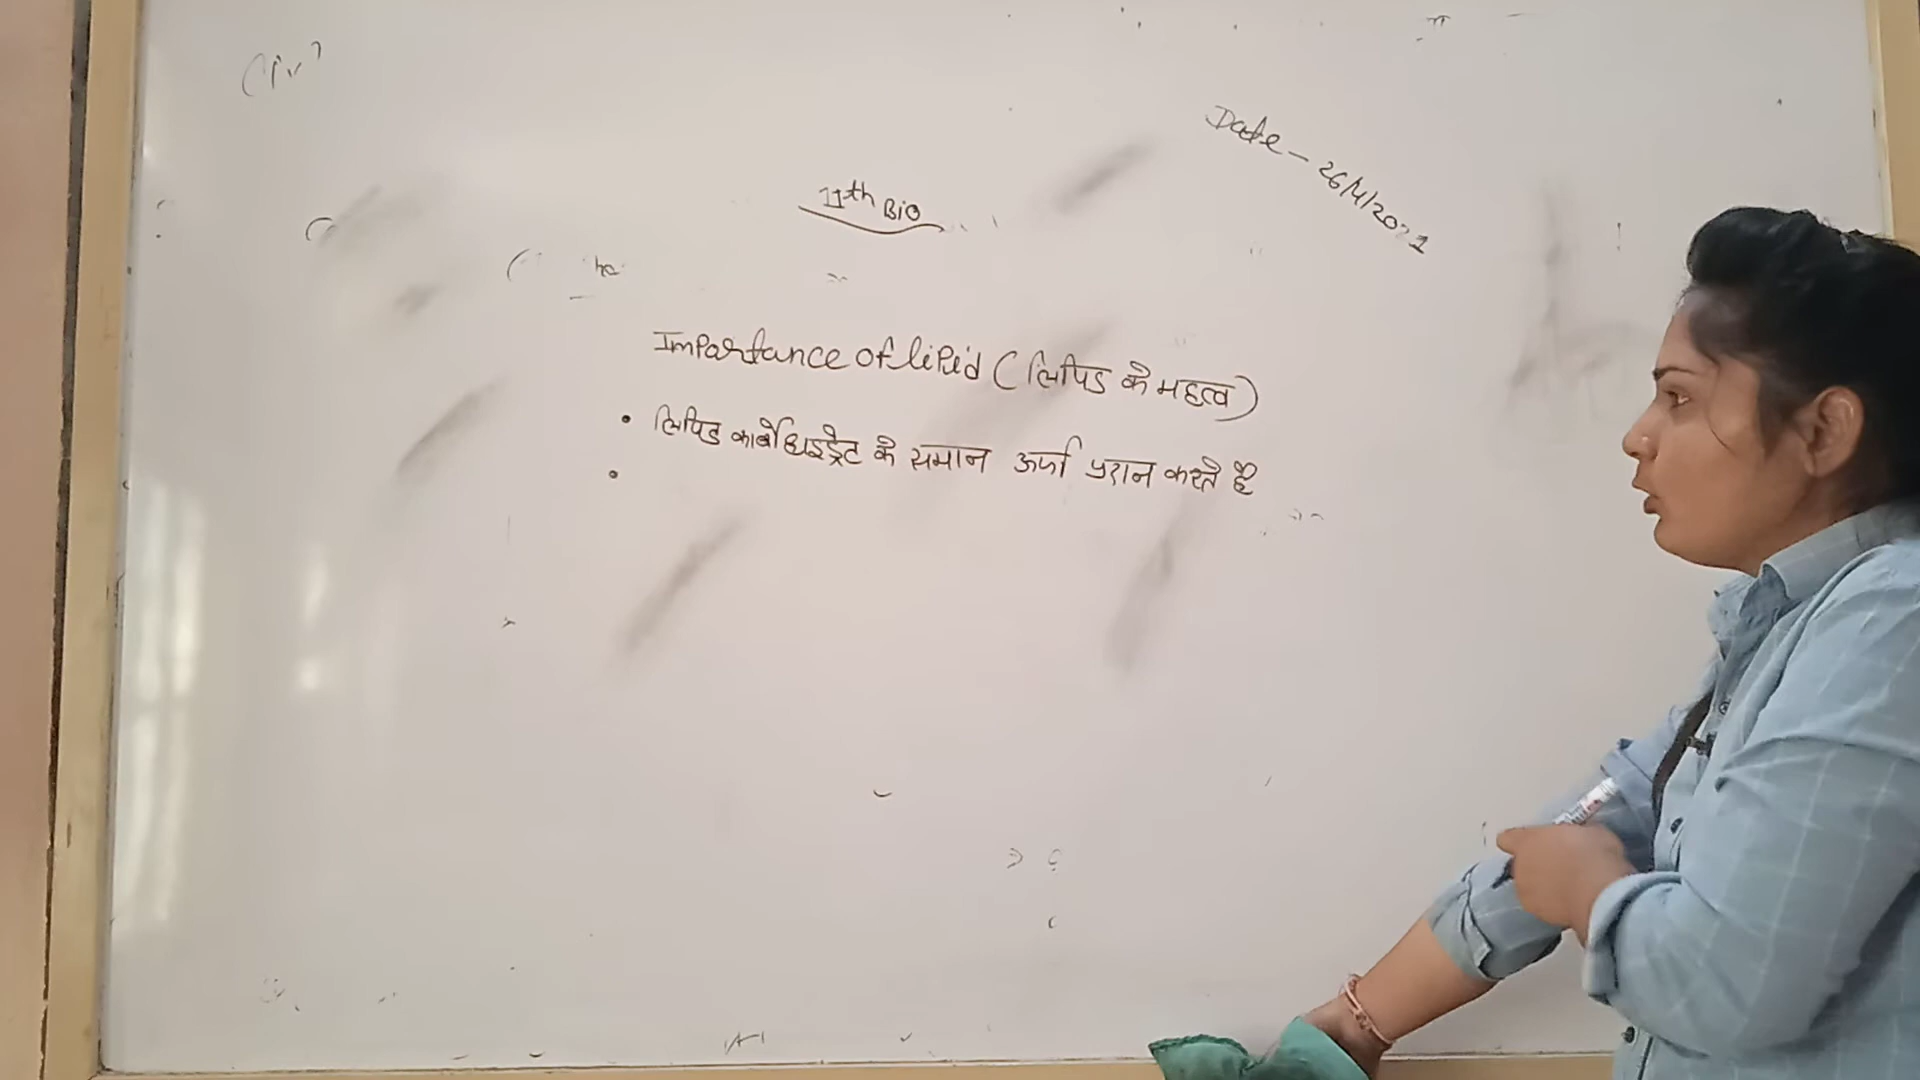 11th Bio
Date - 26/4/2021
Importance of lipid (लिपिड के महत्व)
• लिपिड कार्बोहाइड्रेट के समान ऊर्जा प्रदान करते है
•